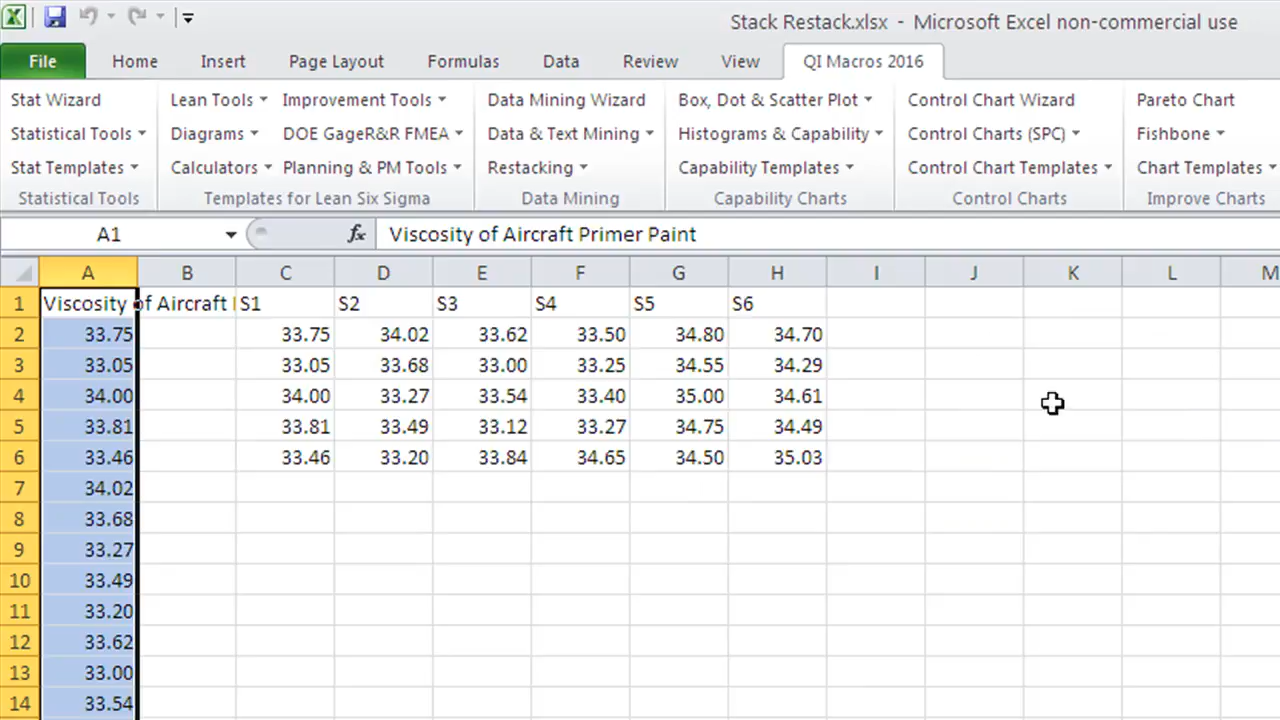 Stack Restack.xlsx - Microsoft Excel non-commercial use
File Home Insert Page Layout Formulas Data Review View QI Macros 2016
Stat Wizard Lean Tools Improvement Tools Data Mining Wizard Box, Dot & Scatter Plot Control Chart Wizard Pareto Chart
Statistical Tools Diagrams DOE GageR&R FMEA Data & Text Mining Histograms & Capability Control Charts (SPC) Fishbone
Stat Templates Calculators Planning & PM Tools Restacking Capability Templates Control Chart Templates Chart Templates
Statistical Tools Templates for Lean Six Sigma Data Mining Capability Charts Control Charts Improve Charts
A1 fx Viscosity of Aircraft Primer Paint
A B C D E F G H I J K L M
1 Viscosity of Aircraft S1 S2 S3 S4 S5 S6
2 33.75 33.75 34.02 33.62 33.50 34.80 34.70
3 33.05 33.05 33.68 33.00 33.25 34.55 34.29
4 34.00 34.00 33.27 33.54 33.40 35.00 34.61
5 33.81 33.81 33.49 33.12 33.27 34.75 34.49
6 33.46 33.46 33.20 33.84 34.65 34.50 35.03
7 34.02
8 33.68
9 33.27
10 33.49
11 33.20
12 33.62
13 33.00
14 33.54